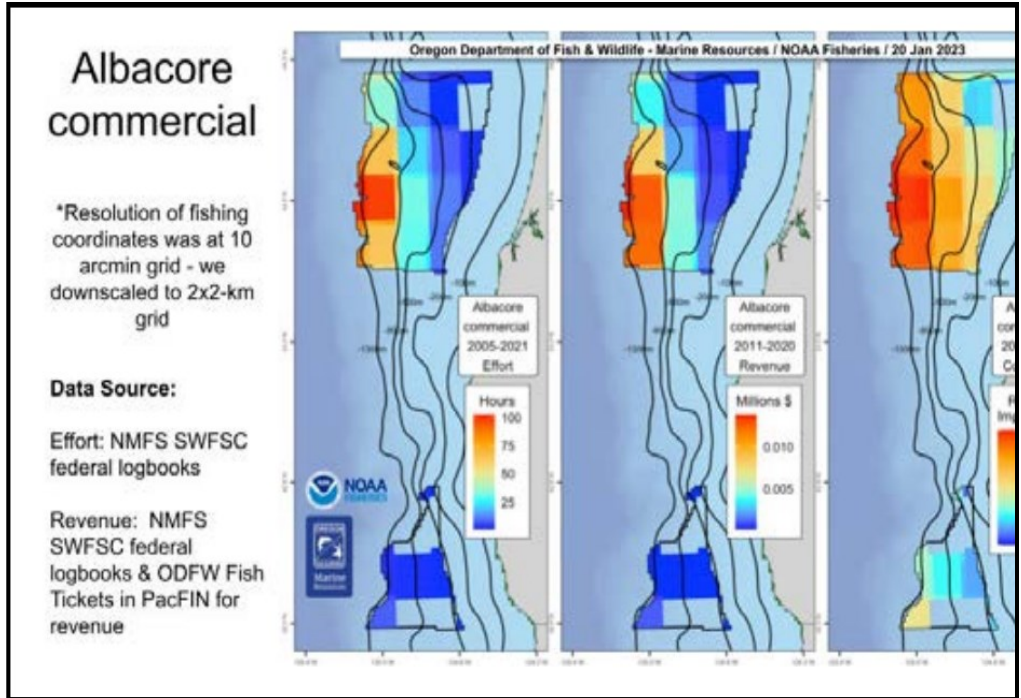 Albacore
commercial
*Resolution of fishing
coordinates was at 10
arcmin grid - we
downscaled to 2x2-km
grid
Data Source:
Effort: NMFS SWFSC
federal logbooks
Revenue: NMFS
SWFSC federal
logbooks & ODFW Fish
Tickets in PacFIN for
revenue
Oregon Department of Fish & Wildlife - Marine Resources / NOAA Fisheries / 20 Jan 2023
Albacore
commercial
2005-2021
Effort
Hours
100
75
50
25
NOAA
FISHERIES
Marine
Resources
Albacore
commercial
2011-2020
Revenue
Millions $
0.010
0.005